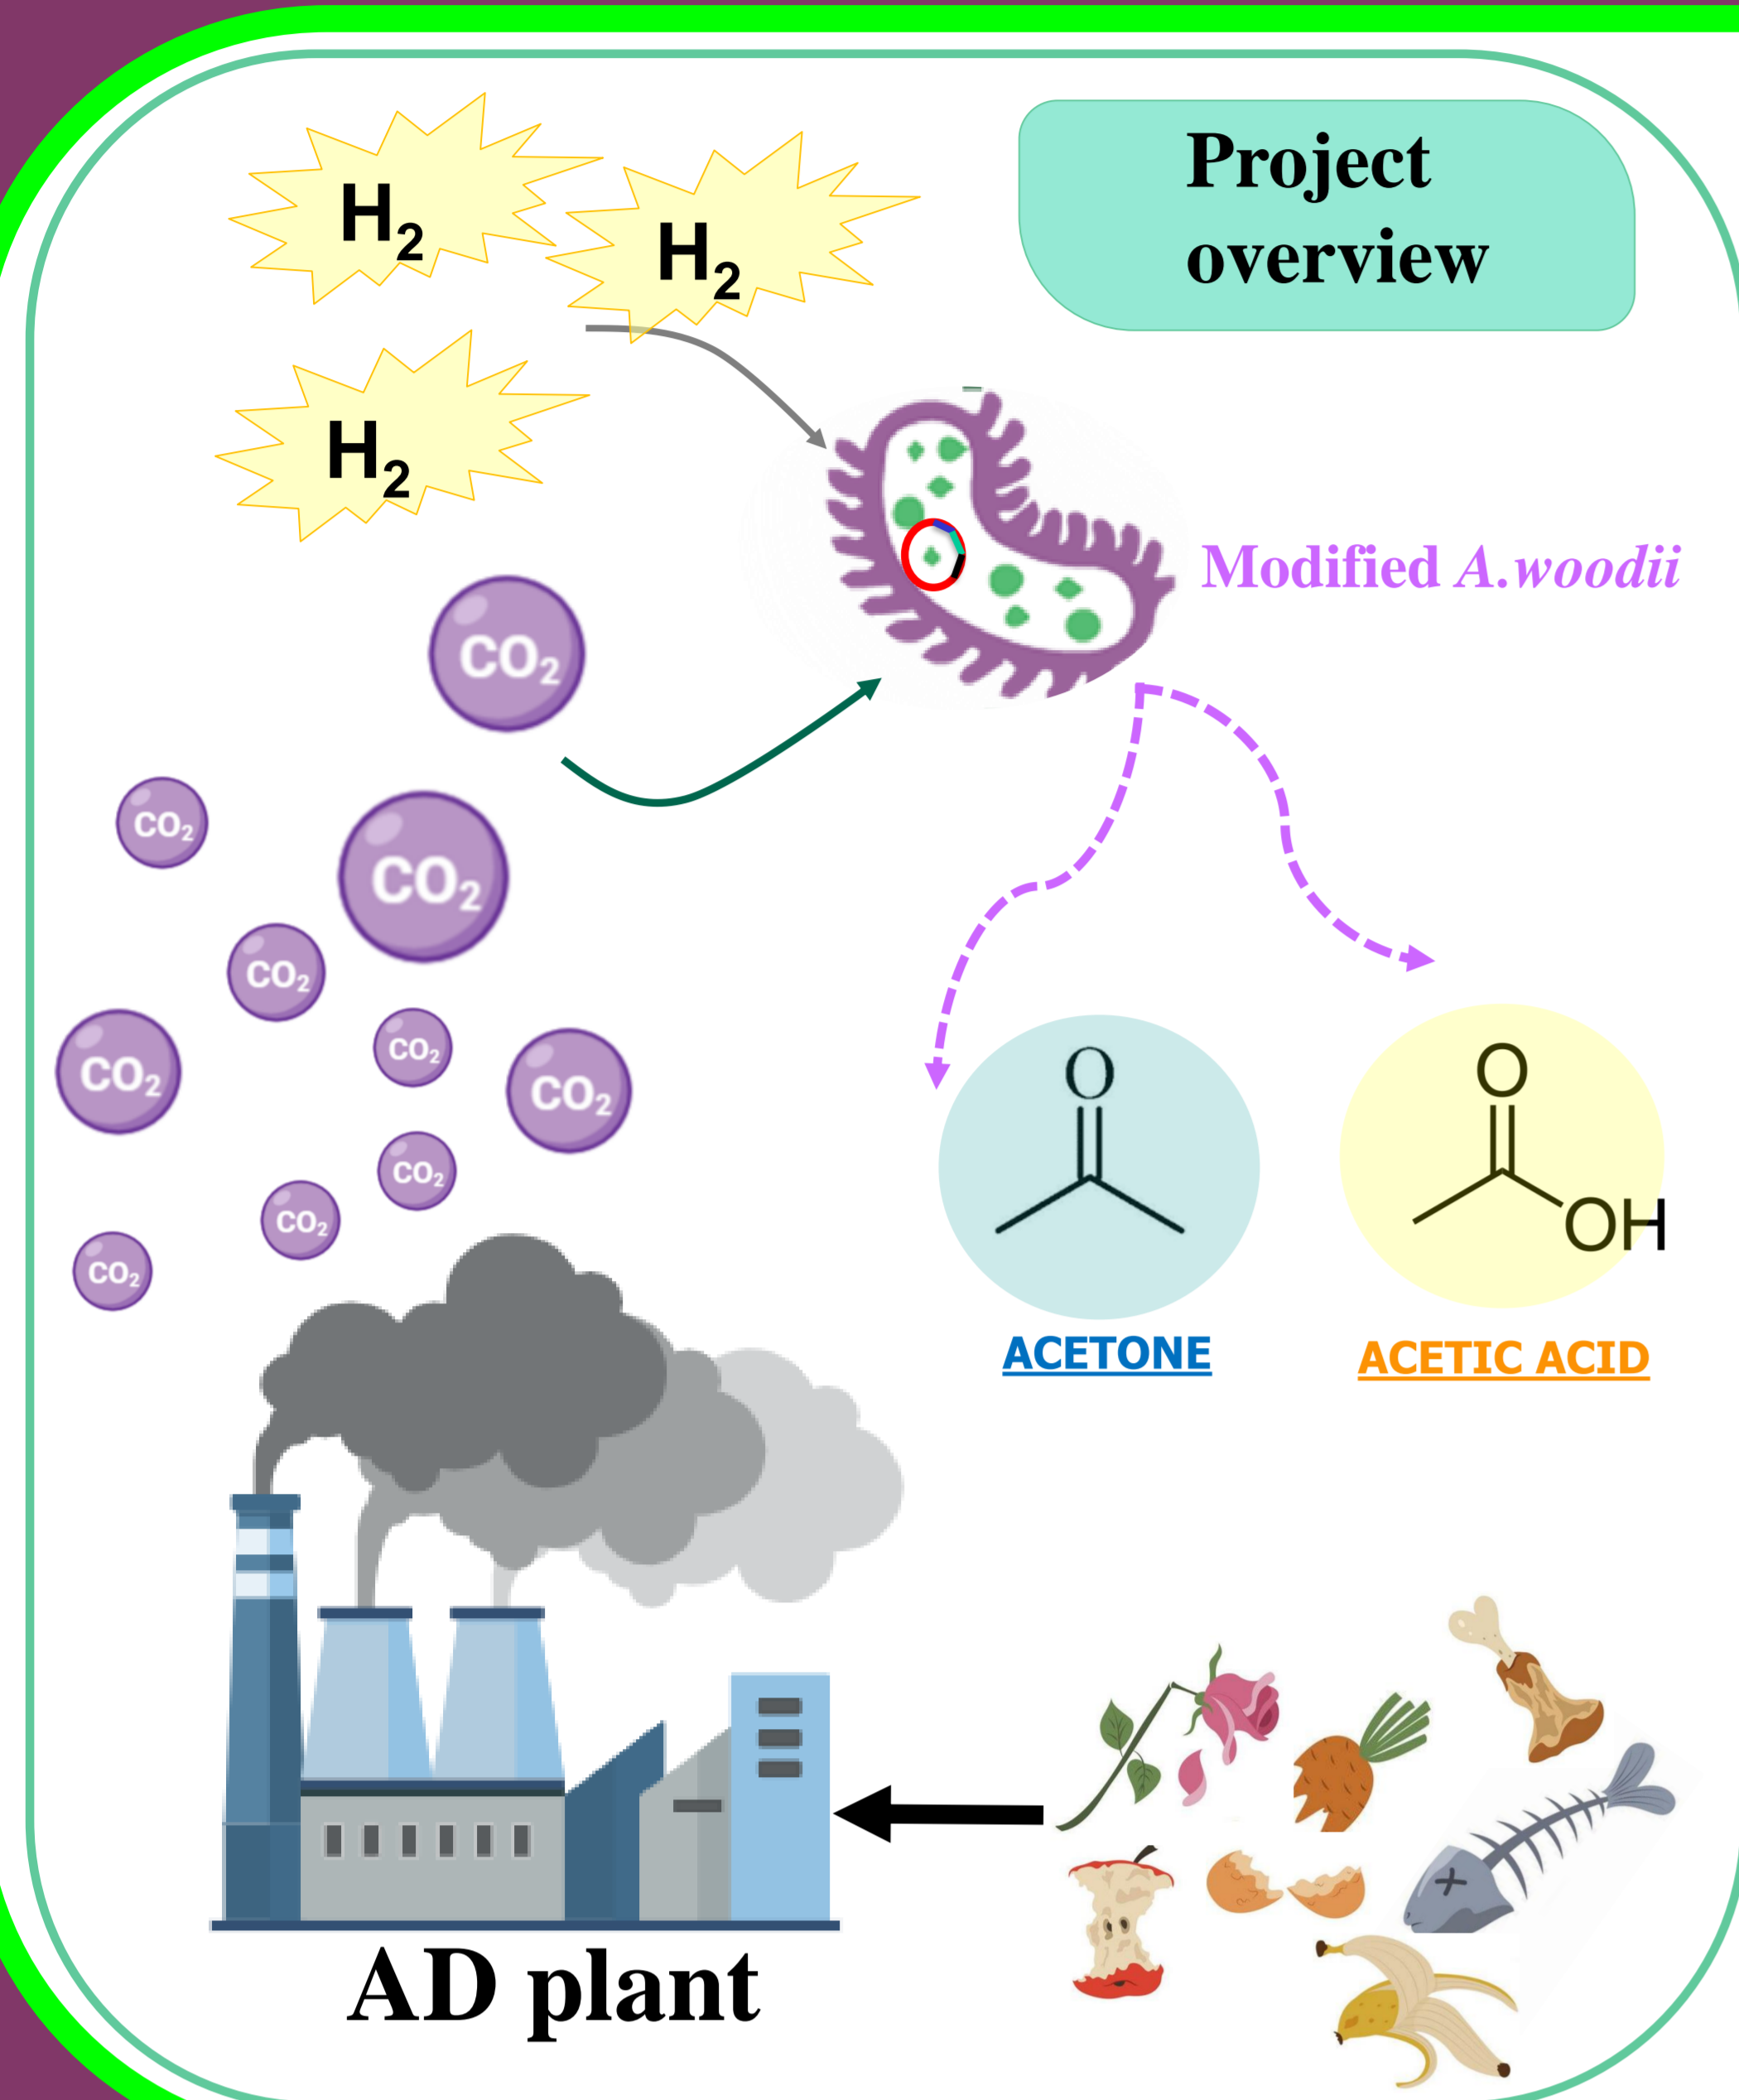 Project
overview
H2
H2
H2
Modified A.woodii
CO2
CO2
CO2
CO2
CO2
CO2
CO2
CO2
CO2
CO2
O
O
OH
ACETONE
ACETIC ACID
AD plant